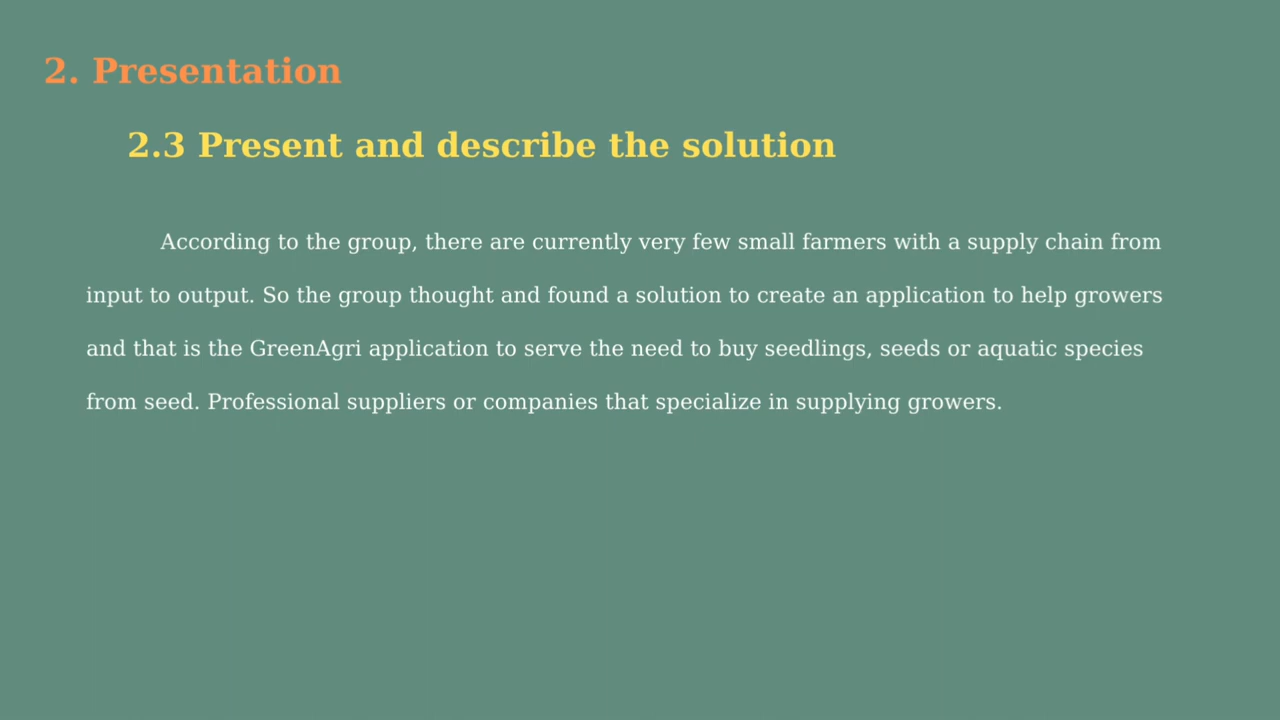 2. Presentation
2.3 Present and describe the solution
According to the group, there are currently very few small farmers with a supply chain from
input to output. So the group thought and found a solution to create an application to help growers
and that is the GreenAgri application to serve the need to buy seedlings, seeds or aquatic species
from seed. Professional suppliers or companies that specialize in supplying growers.